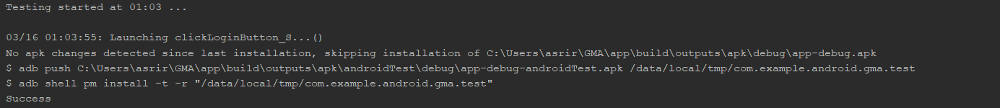 Testing started at 01:03 ...
03/16 01:03:55: Launching clickLoginButton_S...()
No apk changes detected since last installation, skipping installation of C:\Users\asrir\GMA\app\build\outputs\apk\debug\app-debug.apk
$ adb push C:\Users\asrir\GMA\app\build\outputs\apk\androidTest\debug\app-debug-androidTest.apk /data/local/tmp/com.example.android.gma.test
$ adb shell pm install -t -r "/data/local/tmp/com.example.android.gma.test"
Success